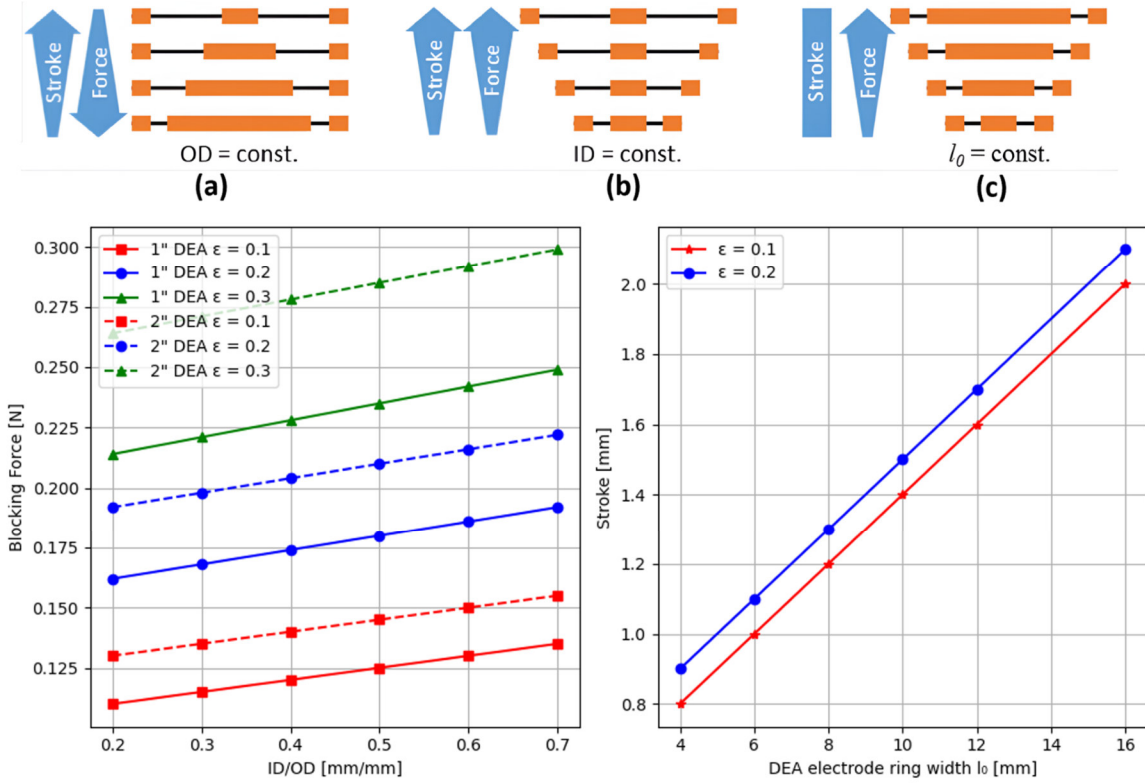 Stroke
Force
OD = const.
(a)
Stroke
Force
ID = const.
(b)
Stroke
Force
l₀ = const.
(c)
1" DEA ε = 0.1
1" DEA ε = 0.2
1" DEA ε = 0.3
2" DEA ε = 0.1
2" DEA ε = 0.2
2" DEA ε = 0.3
Blocking Force [N]
0.300
0.275
0.250
0.225
0.200
0.175
0.150
0.125
0.2 0.3 0.4 0.5 0.6 0.7
ID/OD [mm/mm]
ε = 0.1
ε = 0.2
Stroke [mm]
2.0
1.8
1.6
1.4
1.2
1.0
0.8
4 6 8 10 12 14 16
DEA electrode ring width l₀ [mm]